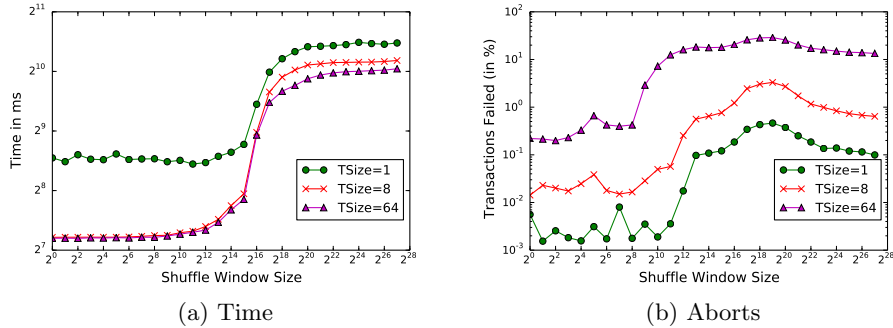 2^11
2^10
2^9
2^8
2^7
Time in ms
TSize=1
TSize=8
TSize=64
2^0 2^2 2^4 2^6 2^8 2^10 2^12 2^14 2^16 2^18 2^20 2^22 2^24 2^26 2^28
Shuffle Window Size
(a) Time
10^2
10^1
10^0
10^-1
10^-2
10^-3
Transactions Failed (in %)
TSize=1
TSize=8
TSize=64
2^0 2^2 2^4 2^6 2^8 2^10 2^12 2^14 2^16 2^18 2^20 2^22 2^24 2^26 2^28
Shuffle Window Size
(b) Aborts